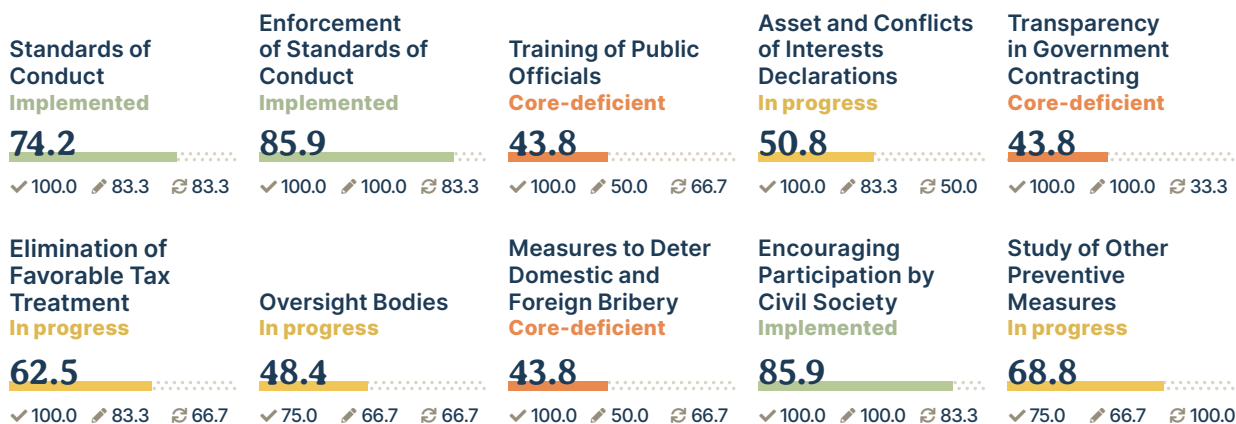 Standards of
Conduct
Implemented
74.2
100.0 83.3 83.3
Enforcement
of Standards of
Conduct
Implemented
85.9
100.0 100.0 83.3
Training of Public
Officials
Core-deficient
43.8
100.0 50.0 66.7
Asset and Conflicts
of Interests
Declarations
In progress
50.8
100.0 83.3 50.0
Transparency
in Government
Contracting
Core-deficient
43.8
100.0 100.0 33.3
Elimination of
Favorable Tax
Treatment
In progress
62.5
100.0 83.3 66.7
Oversight Bodies
In progress
48.4
75.0 66.7 66.7
Measures to Deter
Domestic and
Foreign Bribery
Core-deficient
43.8
100.0 50.0 66.7
Encouraging
Participation by
Civil Society
Implemented
85.9
100.0 100.0 83.3
Study of Other
Preventive
Measures
In progress
68.8
75.0 66.7 100.0